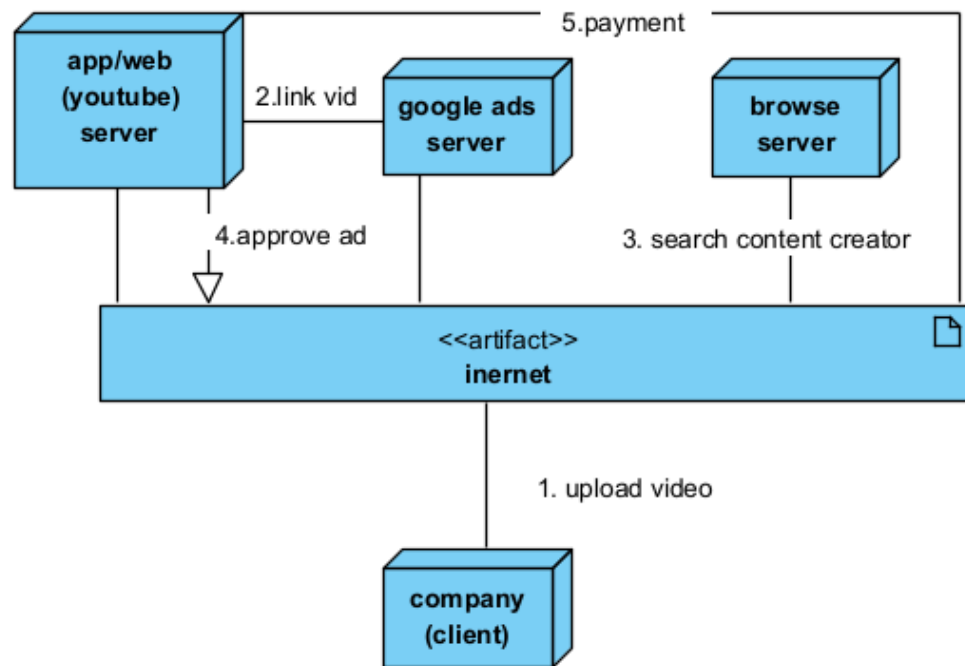 5.payment
app/web
(youtube)
server
2.link vid
google ads
server
browse
server
4.approve ad
3. search content creator
<<artifact>>
inernet
1. upload video
company
(client)